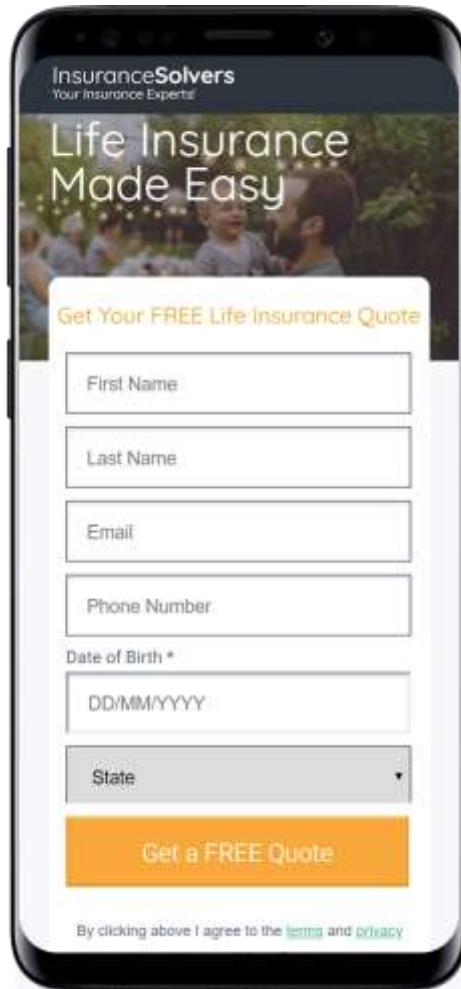 InsuranceSolvers
Your Insurance Experts!
Life Insurance
Made Easy
Get Your FREE Life Insurance Quote
First Name
Last Name
Email
Phone Number
Date of Birth *
DD/MM/YYYY
State
Get a FREE Quote
By clicking above I agree to the terms and privacy